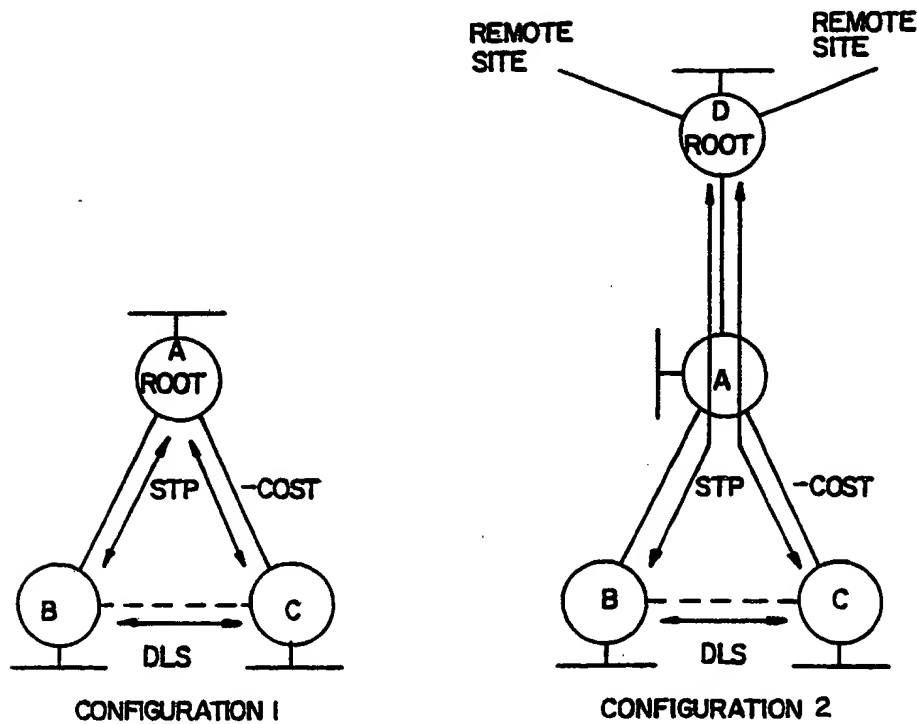 REMOTE
SITE
REMOTE
SITE
D
ROOT
A
ROOT
A
STP
-COST
STP
-COST
B
C
B
C
DLS
DLS
CONFIGURATION 1
CONFIGURATION 2